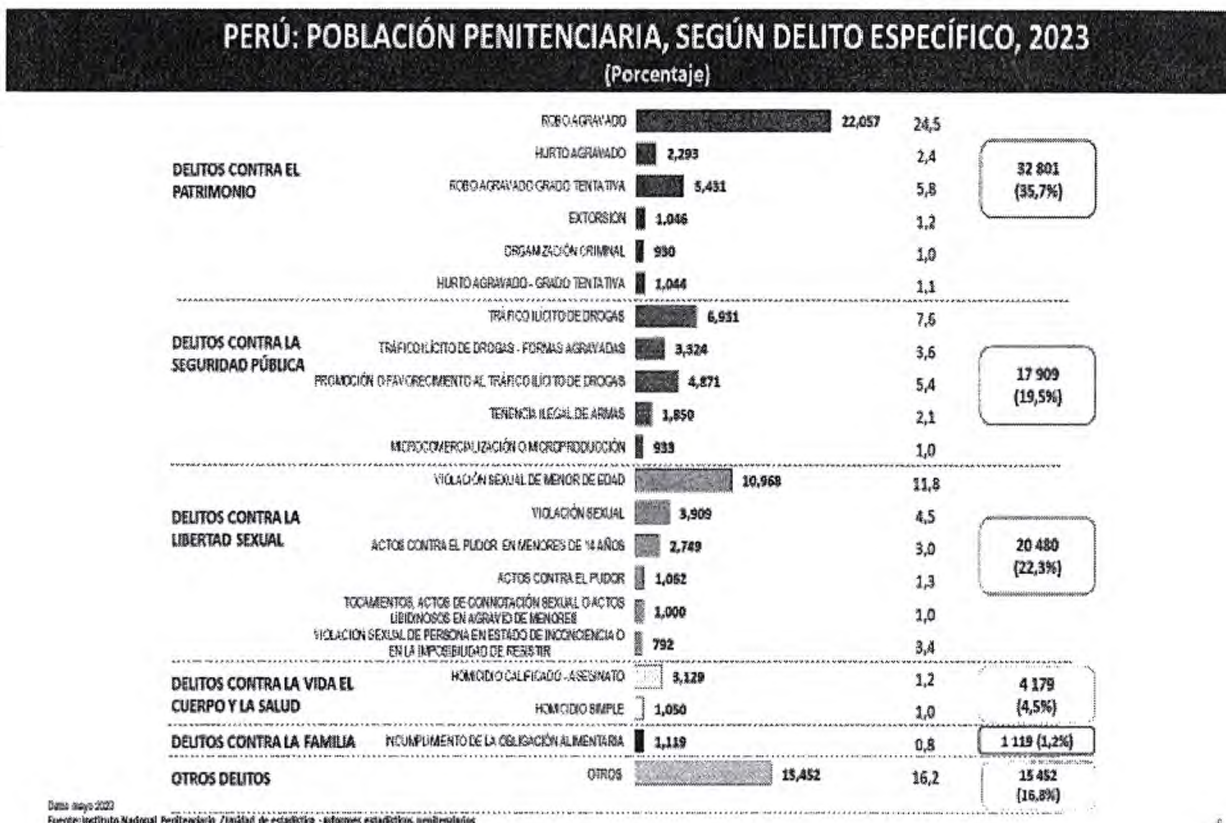 PERÚ: POBLACIÓN PENITENCIARIA, SEGÚN DELITO ESPECÍFICO, 2023
(Porcentaje)
DELITOS CONTRA EL
PATRIMONIO
ROBO AGRAVADO 22,057 24,5
HURTO AGRAVADO 2,293 2,4
ROBO AGRAVADO GRADO TENTATIVA 5,431 5,8
EXTORSION 1,046 1,2
ORGANIZACIÓN CRIMINAL 930 1,0
HURTO AGRAVADO - GRADO TENTATIVA 1,044 1,1
32 801
(35,7%)
DELITOS CONTRA LA
SEGURIDAD PÚBLICA
TRÁFICO ILÍCITO DE DROGAS 6,931 7,6
TRÁFICO ILÍCITO DE DROGAS - FORMAS AGRAVADAS 3,324 3,6
PROMOCIÓN O FAVORECIMIENTO AL TRÁFICO ILÍCITO DE DROGAS 4,871 5,4
TENENCIA ILEGAL DE ARMAS 1,850 2,1
MICROCOMERCIALIZACIÓN O MICROPRODUCCIÓN 933 1,0
17 909
(19,5%)
DELITOS CONTRA LA
LIBERTAD SEXUAL
VIOLACIÓN SEXUAL DE MENOR DE EDAD 10,968 11,8
VIOLACIÓN SEXUAL 3,909 4,5
ACTOS CONTRA EL PUDOR EN MENORES DE 14 AÑOS 2,749 3,0
ACTOS CONTRA EL PUDOR 1,062 1,3
TOCAMIENTOS, ACTOS DE CONNOTACIÓN SEXUAL O ACTOS
LIBIDINOSOS EN AGRAVIO DE MENORES 1,000 1,0
VIOLACIÓN SEXUAL DE PERSONA EN ESTADO DE INCONCIENCIA O
EN LA IMPOSIBILIDAD DE RESISTIR 792 3,4
20 480
(22,3%)
DELITOS CONTRA LA VIDA EL
CUERPO Y LA SALUD
HOMICIDIO CALIFICADO - ASESINATO 3,129 1,2
HOMICIDIO SIMPLE 1,050 1,0
4 179
(4,5%)
DELITOS CONTRA LA FAMILIA
INCUMPLIMIENTO DE LA OBLIGACIÓN ALIMENTARIA 1,119 0,8
1 119 (1,2%)
OTROS DELITOS
OTROS 15,452 16,2
15 452
(16,8%)
mayo 2023
Fuente: Instituto Nacional Penitenciario / Unidad de estadística - Informes estadísticos penitenciarios